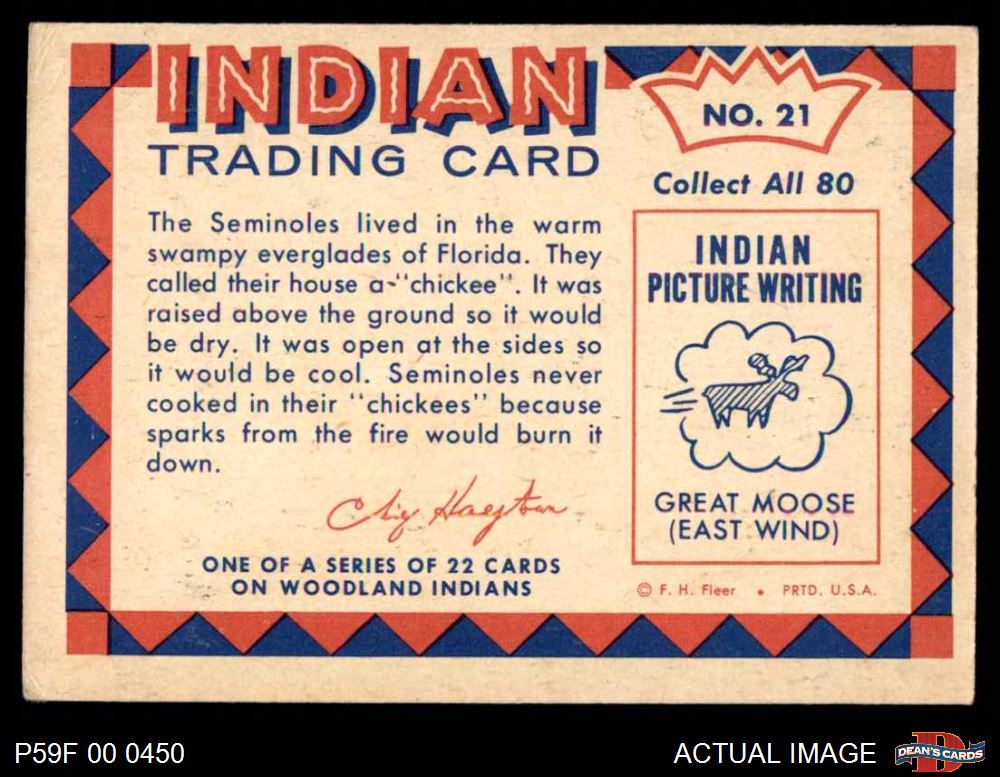 INDIAN
TRADING CARD
The Seminoles lived in the warm
swampy everglades of Florida. They
called their house a-"chickee". It was
raised above the ground so it would
be dry. It was open at the sides so
it would be cool. Seminoles never
cooked in their "chickees" because
sparks from the fire would burn it
down.
ONE OF A SERIES OF 22 CARDS
ON WOODLAND INDIANS
NO. 21
Collect All 80
INDIAN
PICTURE WRITING
GREAT MOOSE
(EAST WIND)
© F. H. Fleer • PRTD. U.S.A.
P59F 00 0450
ACTUAL IMAGE
D
DEAN'S CARDS